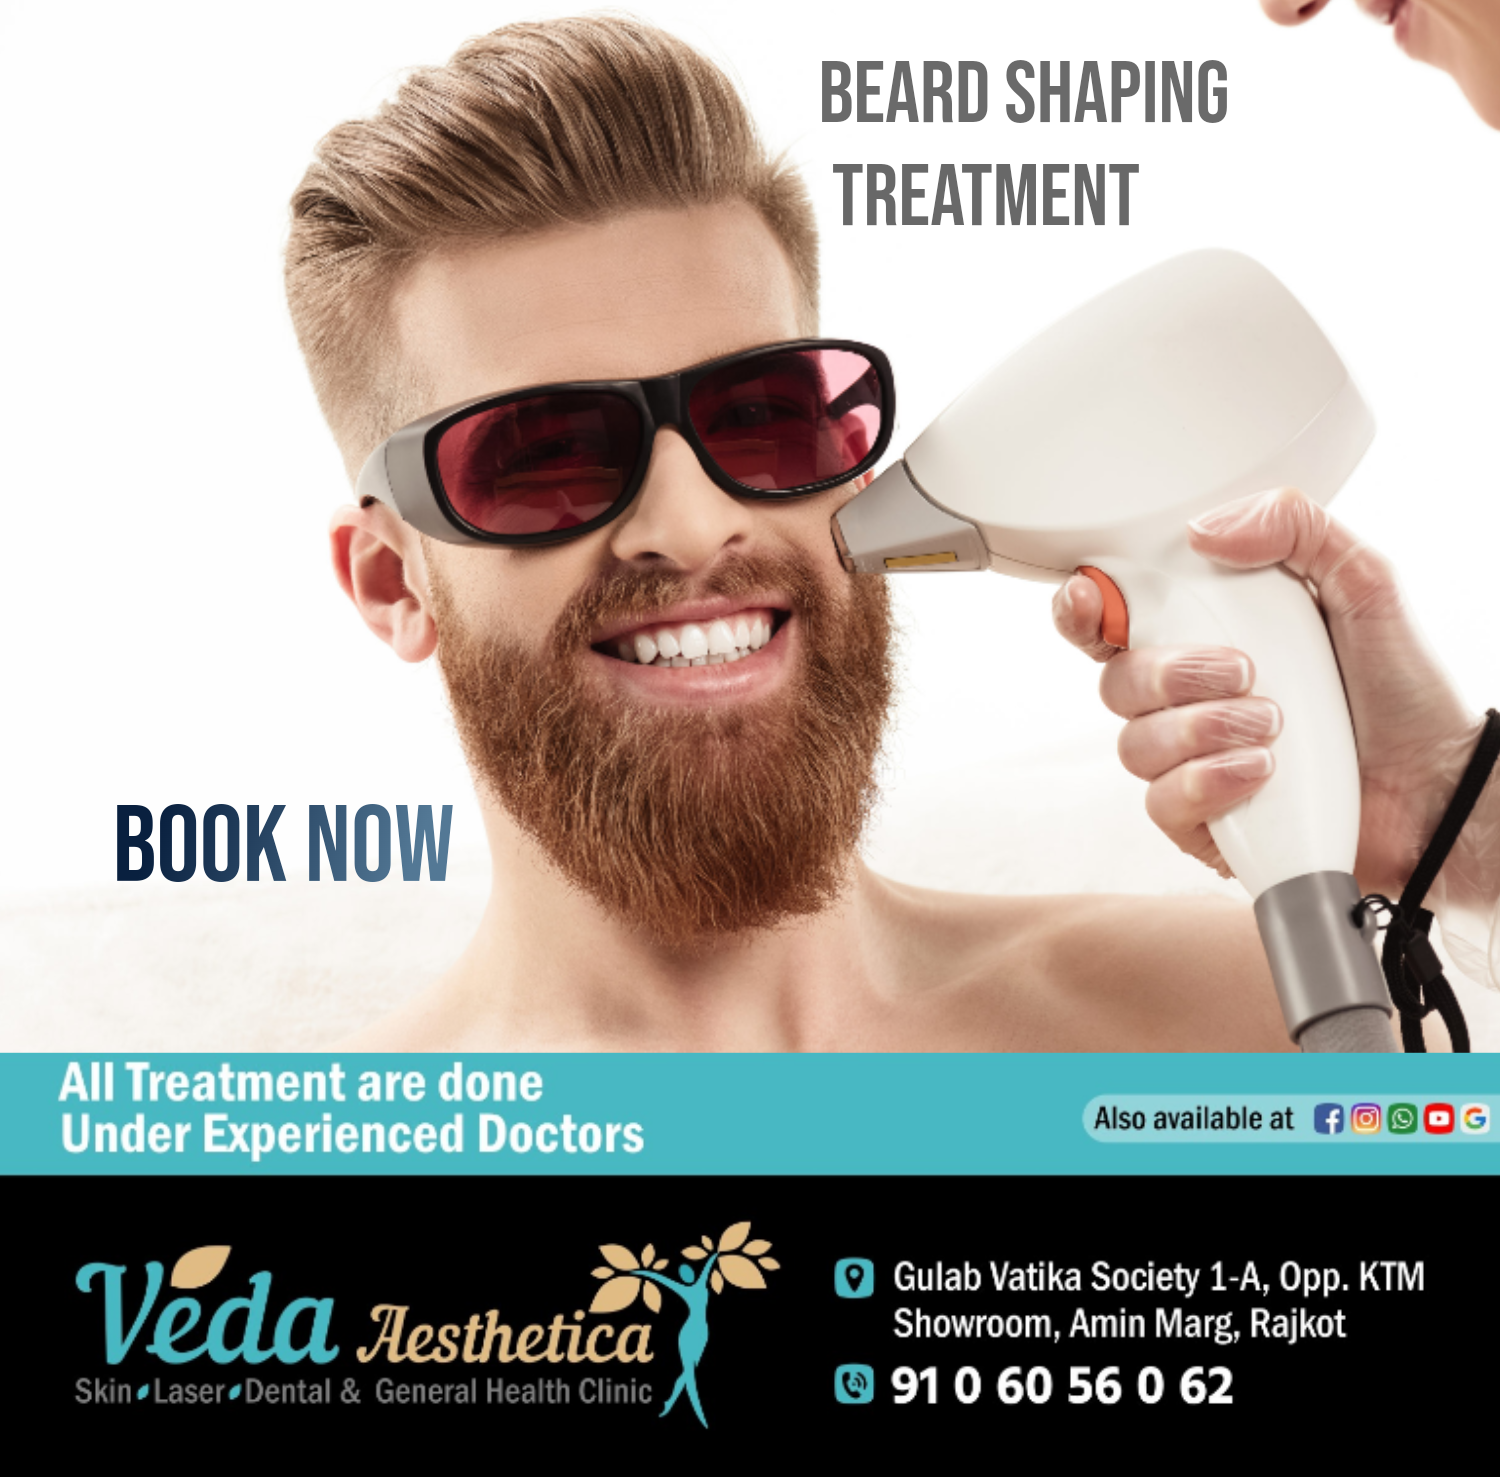 BEARD SHAPING
TREATMENT
BOOK NOW
All Treatment are done
Under Experienced Doctors
Also available at
Veda Aesthetica
Skin Laser Dental & General Health Clinic
Gulab Vatika Society 1-A, Opp. KTM
Showroom, Amin Marg, Rajkot
91 0 60 56 0 62